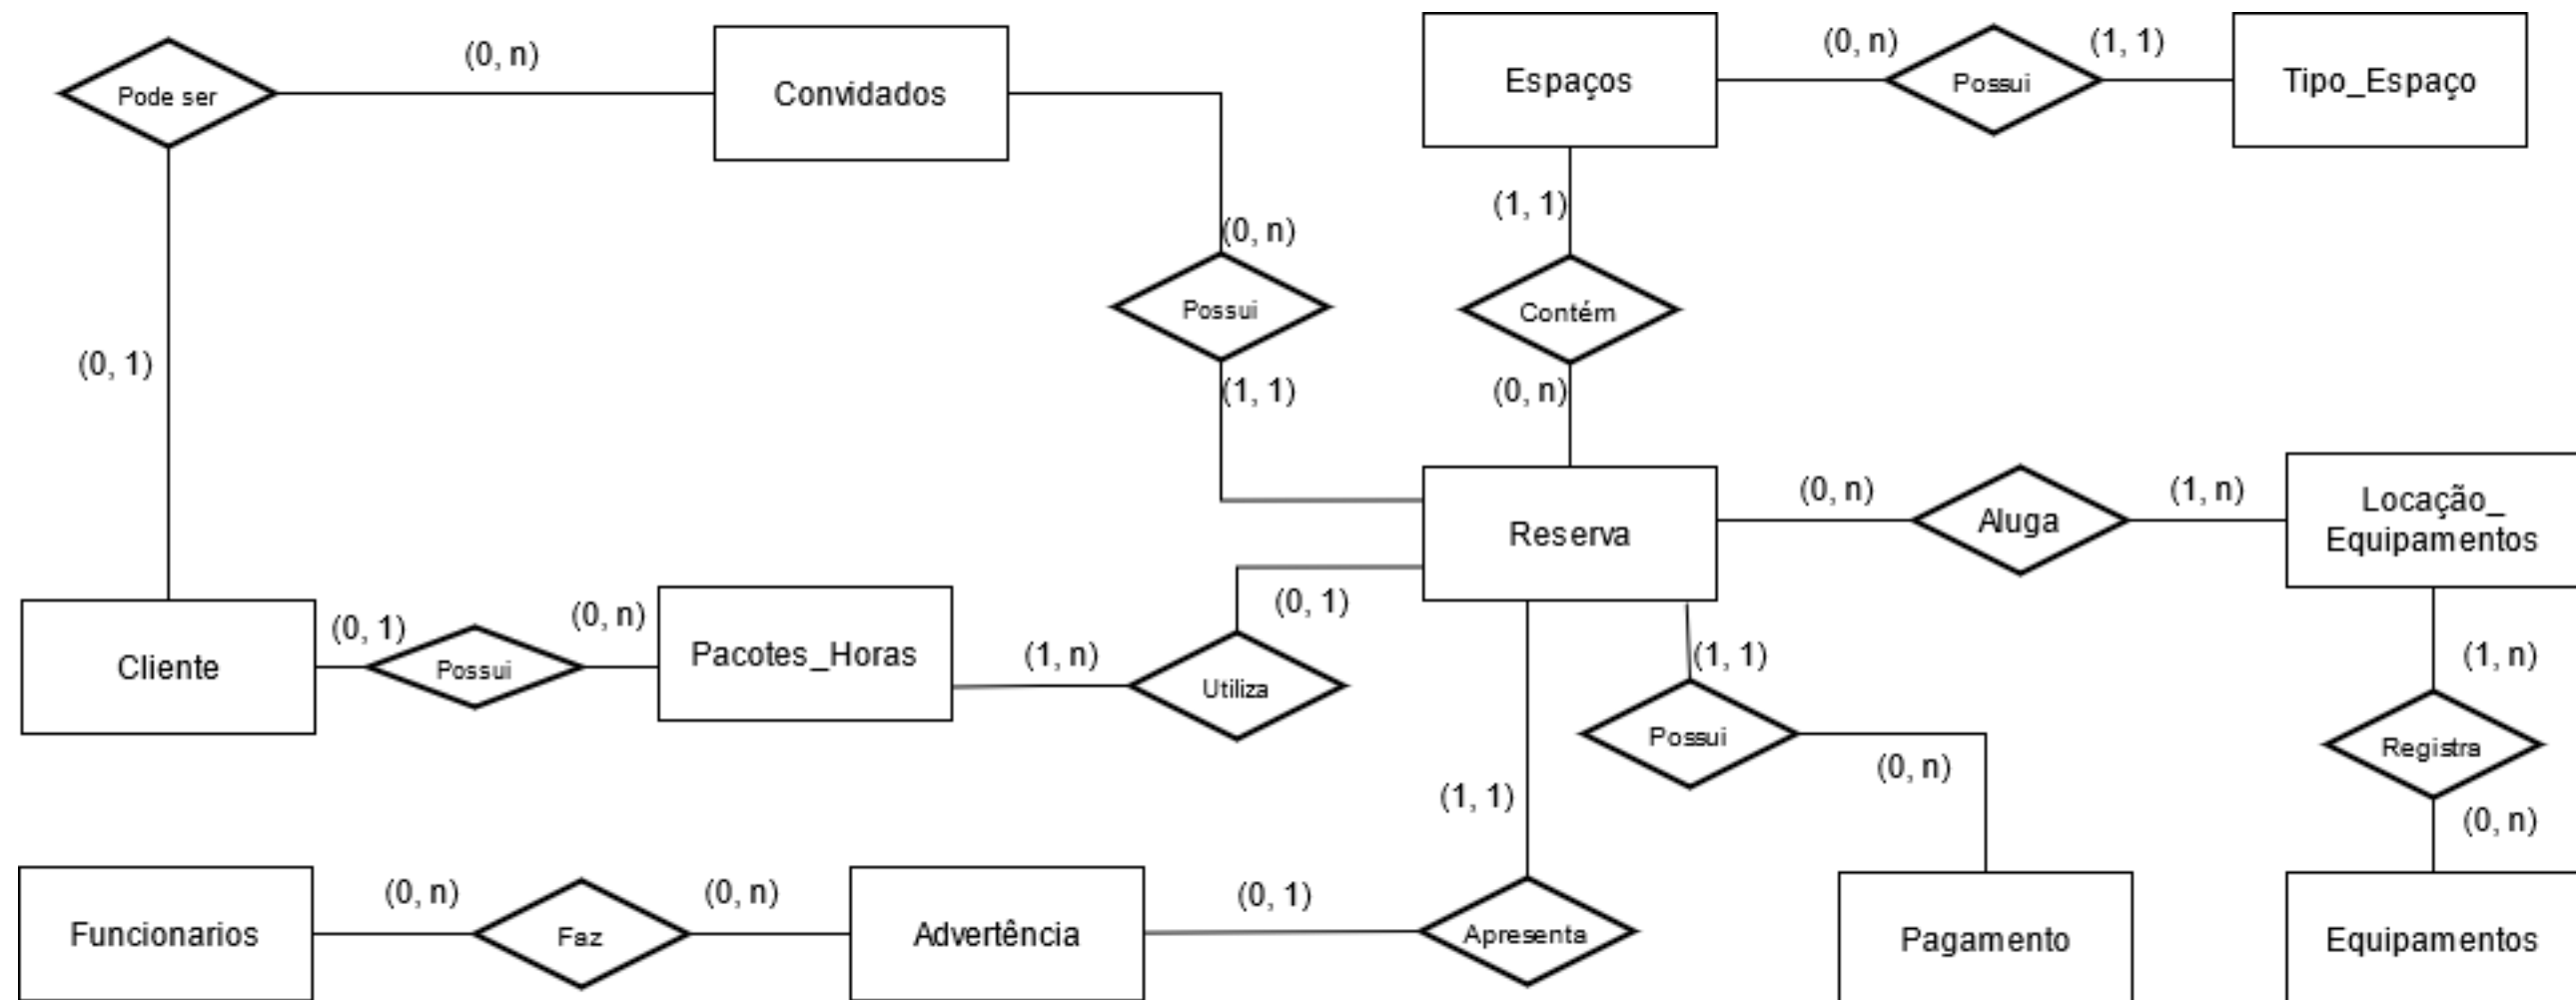 (0, n)
Convidados
Pode ser
Espaços
(0, n)
Possui
(1, 1)
Tipo_Espaço
(0, n)
Possui
(1, 1)
(1, 1)
Contém
(0, n)
(0, 1)
Reserva
(0, n)
Aluga
(1, n)
Locação_
Equipamentos
Cliente
(0, 1)
Possui
(0, n)
Pacotes_Horas
(1, n)
Utiliza
(0, 1)
(1, 1)
Possui
(0, n)
(1, n)
Registra
(0, n)
(1, 1)
Funcionarios
(0, n)
Faz
(0, n)
Advertência
(0, 1)
Apresenta
Pagamento
Equipamentos